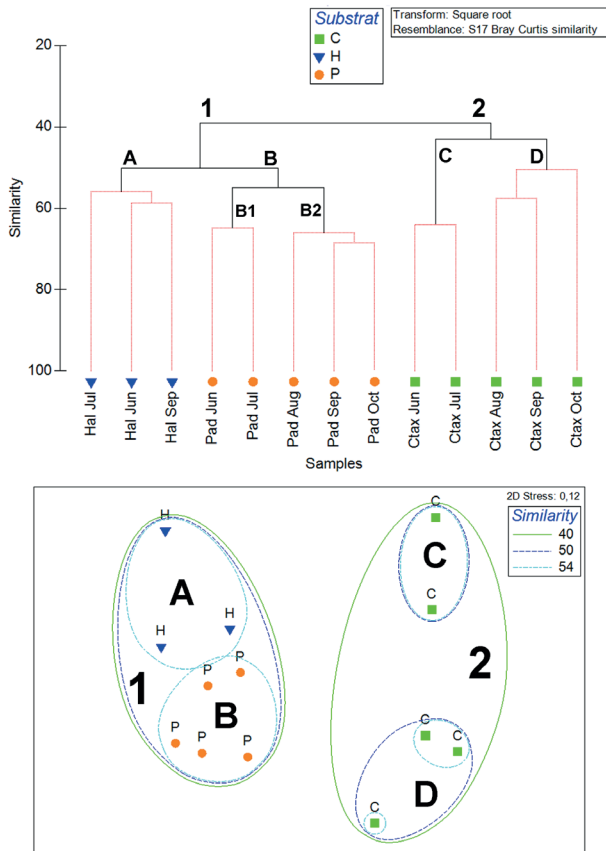 Substrat
C
H
P
Transform: Square root
Resemblance: S17 Bray Curtis similarity
20
40
60
80
100
Similarity
1
2
A
B
C
D
B1
B2
Hal Jul
Hal Jun
Hal Sep
Pad Jun
Pad Jul
Pad Aug
Pad Sep
Pad Oct
Ctax Jun
Ctax Jul
Ctax Aug
Ctax Sep
Ctax Oct
Samples
2D Stress: 0,12
Similarity
40
50
54
H
C
C
A
C
H
H
1
P
P
2
B
P
P
P
C
C
D
C